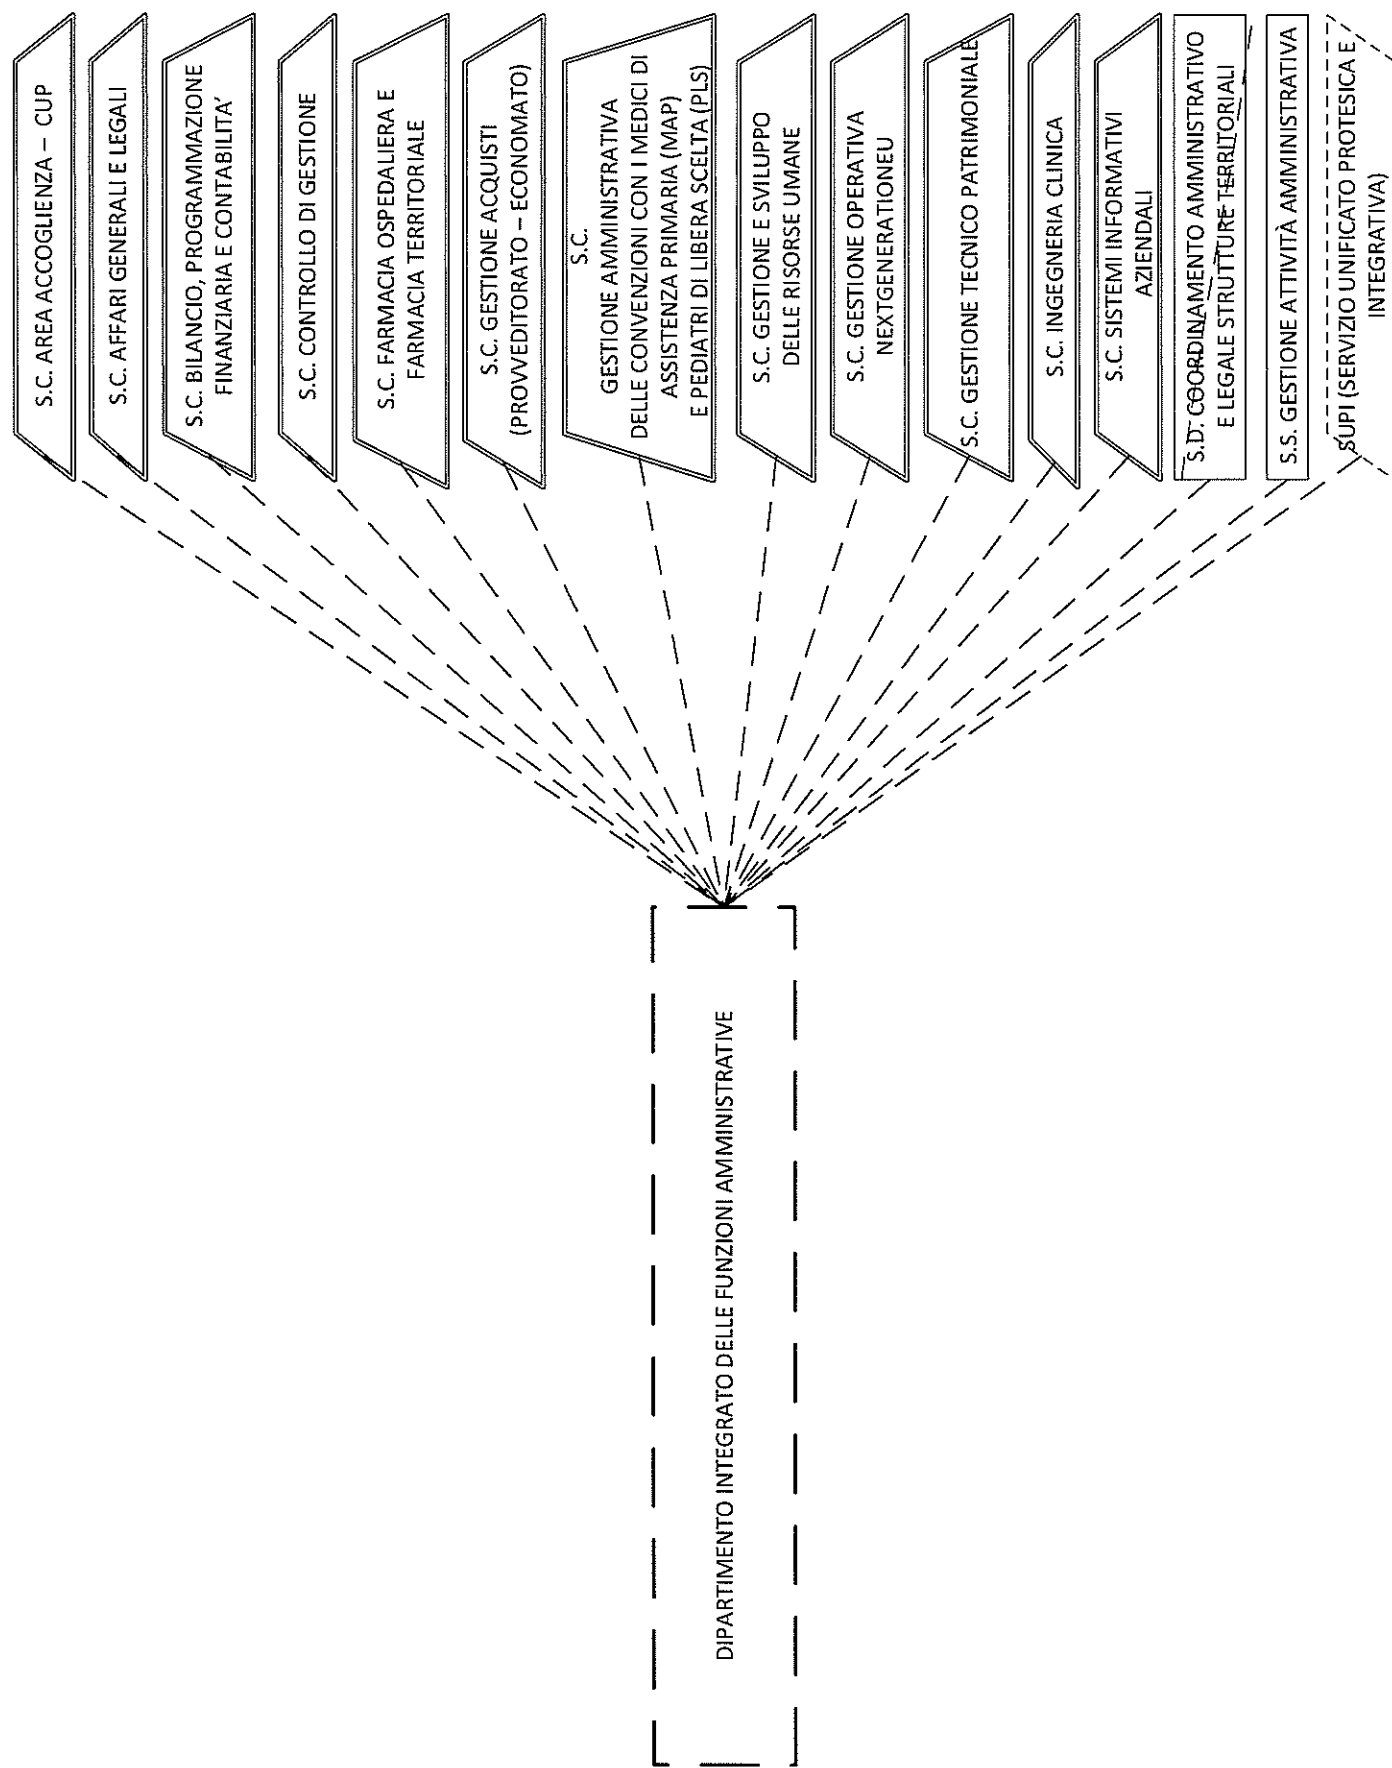 DIPARTIMENTO INTEGRATO DELLE FUNZIONI AMMINISTRATIVE
S.C. AREA ACCOGLIENZA – CUP
S.C. AFFARI GENERALI E LEGALI
S.C. BILANCIO, PROGRAMMAZIONE
FINANZIARIA E CONTABILITA’
S.C. CONTROLLO DI GESTIONE
S.C. FARMACIA OSPEDALIERA E
FARMACIA TERRITORIALE
S.C. GESTIONE ACQUISTI
(PROVVEDITORATO – ECONOMATO)
S.C.
GESTIONE AMMINISTRATIVA
DELLE CONVENZIONI CON I MEDICI DI
ASSISTENZA PRIMARIA (MAP)
E PEDIATRI DI LIBERA SCELTA (PLS)
S.C. GESTIONE E SVILUPPO
DELLE RISORSE UMANE
S.C. GESTIONE OPERATIVA
NEXTGENERATIONEU
S.C. GESTIONE TECNICO PATRIMONIALE
S.C. INGEGNERIA CLINICA
S.C. SISTEMI INFORMATIVI
AZIENDALI
S.D. COORDINAMENTO AMMINISTRATIVO
E LEGALE STRUTTURE TERRITORIALI
S.S. GESTIONE ATTIVITÀ AMMINISTRATIVA
SUPI (SERVIZIO UNIFICATO PROTESICA E
INTEGRATIVA)